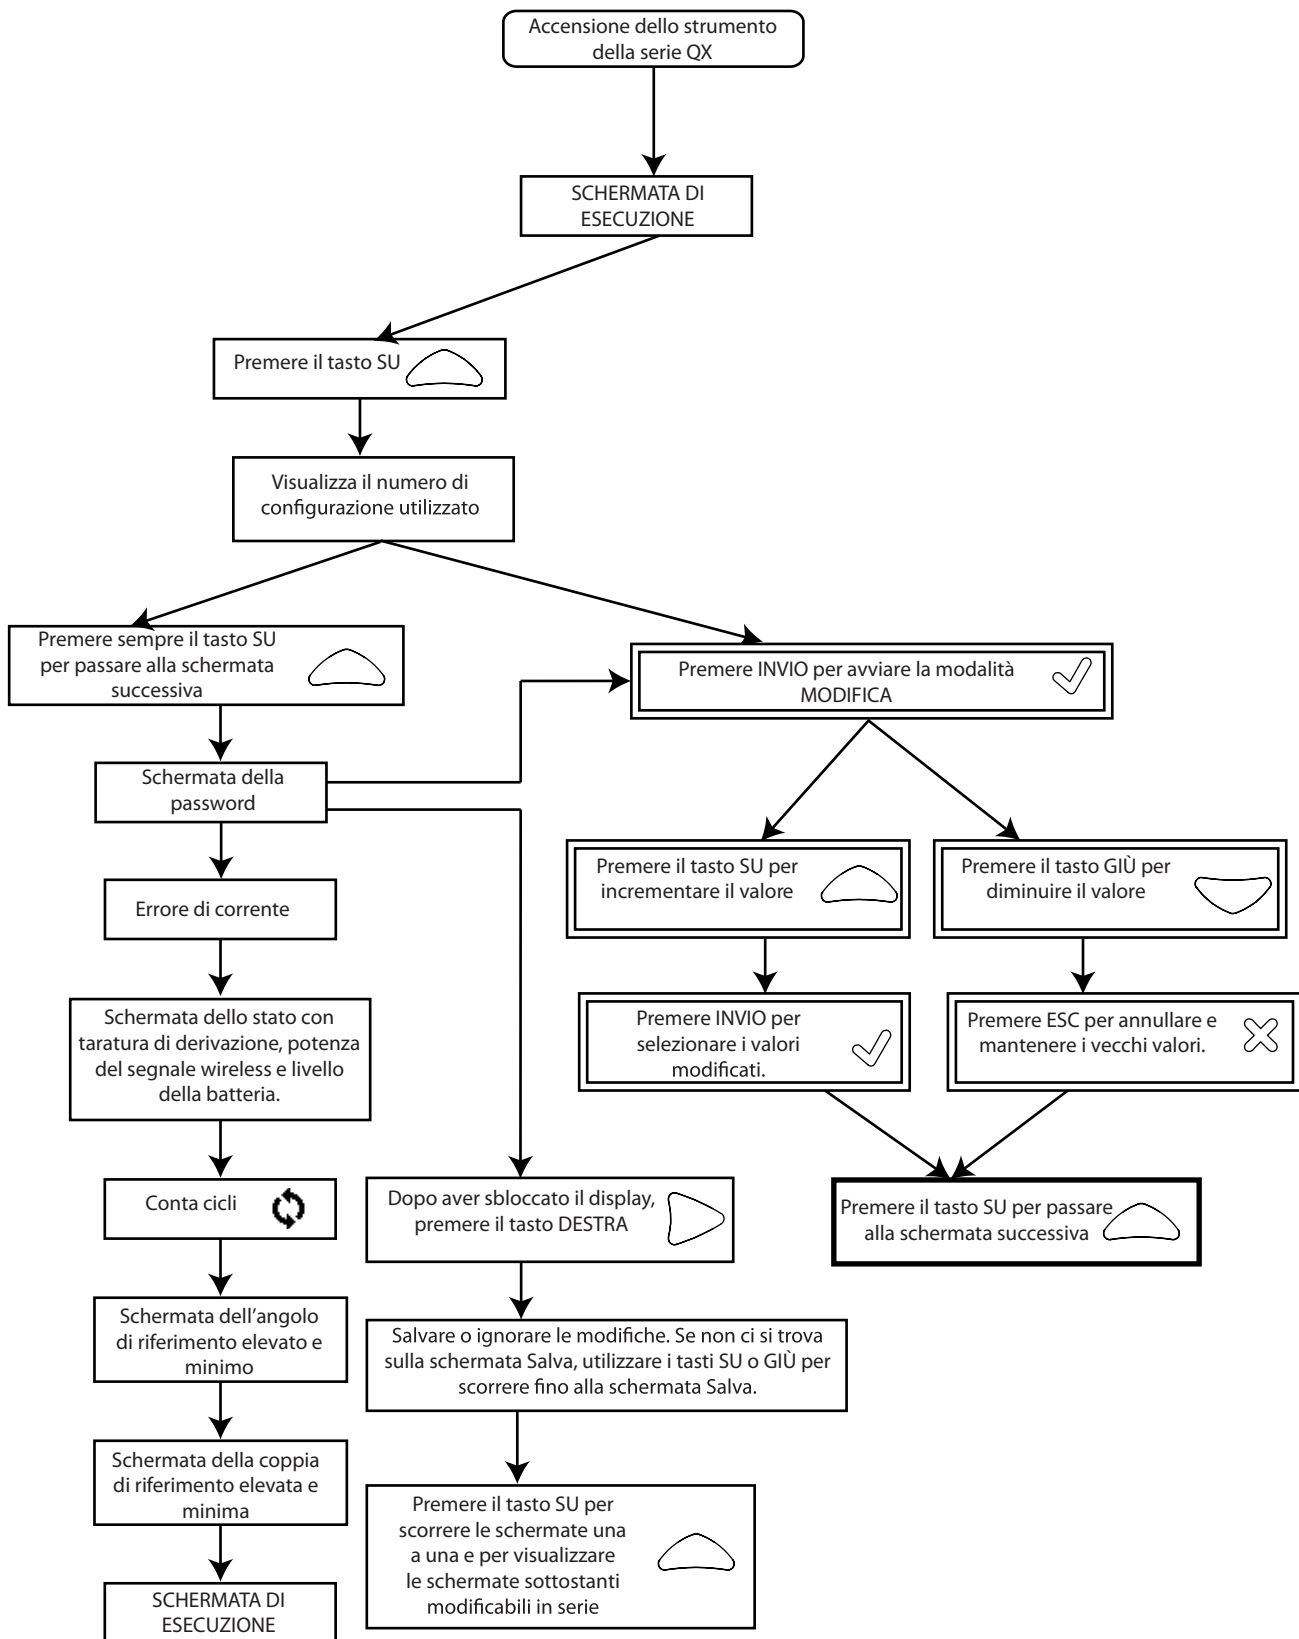 Accensione dello strumento
della serie QX
SCHERMATA DI
ESECUZIONE
Premere il tasto SU
Visualizza il numero di
configurazione utilizzato
Premere sempre il tasto SU
per passare alla schermata
successiva
Premere INVIO per avviare la modalità
MODIFICA
Schermata della
password
Premere il tasto SU per
incrementare il valore
Premere il tasto GIÙ per
diminuire il valore
Errore di corrente
Schermata dello stato con
taratura di derivazione, potenza
del segnale wireless e livello
della batteria.
Premere INVIO per
selezionare i valori
modificati.
Premere ESC per annullare e
mantenere i vecchi valori.
Conta cicli
Dopo aver sbloccato il display,
premere il tasto DESTRA
Premere il tasto SU per passare
alla schermata successiva
Schermata dell’angolo
di riferimento elevato e
minimo
Salvare o ignorare le modifiche. Se non ci si trova
sulla schermata Salva, utilizzare i tasti SU o GIÙ per
scorrere fino alla schermata Salva.
Schermata della coppia
di riferimento elevata e
minima
Premere il tasto SU per
scorrere le schermate una
a una e per visualizzare
le schermate sottostanti
modificabili in serie
SCHERMATA DI
ESECUZIONE